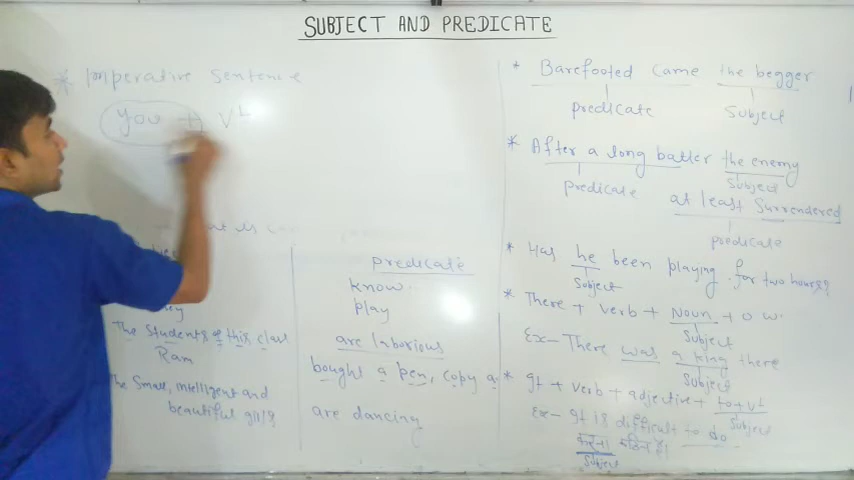 SUBJECT AND PREDICATE
* Imperative Sentence
You + V¹
predicate
know
play
The Students of this class
are laborious
Ram
bought a pen, copy a
The Small, intelligent and
beautiful girls
are dancing
* Barefooted came the begger
predicate Subject
* After a long batter the enemy
predicate Subject
at least Surrendered
predicate
* Has he been playing for two hours?
Subject
* There + verb + Noun + O W.
Subject
Ex- There was a king there
Subject
* It + verb + adjective + to + V¹
Subject
Ex- It is difficult to do
करना कठिन है।
Subject